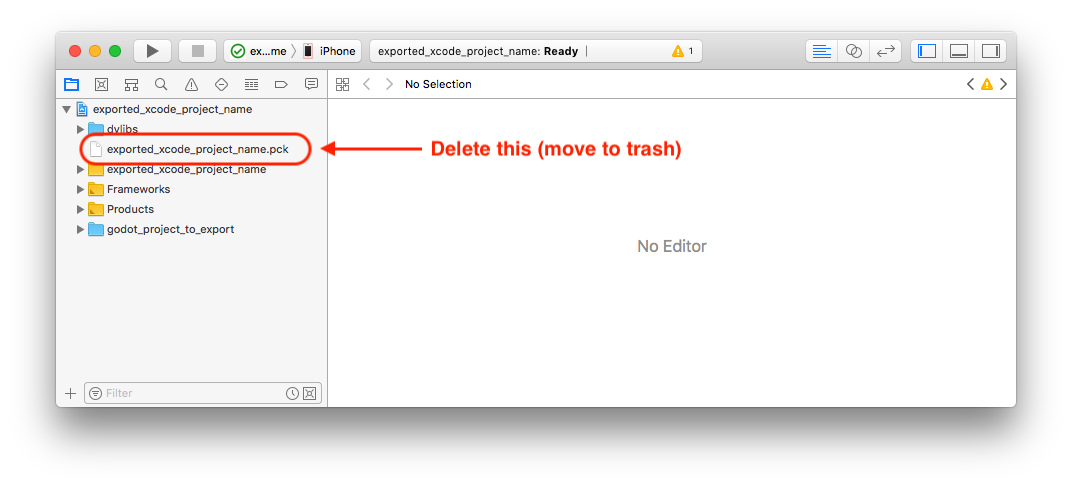 ex...me 〉 iPhone
exported_xcode_project_name: Ready
1
No Selection
exported_xcode_project_name
dylibs
exported_xcode_project_name.pck
Delete this (move to trash)
exported_xcode_project_name
Frameworks
Products
godot_project_to_export
No Editor
Filter